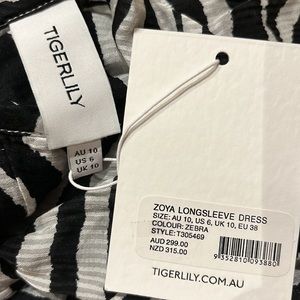 TIGERLILY
AU 10
US 6
UK 10
ZOYA LONGSLEEVE DRESS
SIZE: AU 10, US 6, UK 10, EU 38
COLOUR: ZEBRA
STYLE: T305469
AUD 299.00
NZD 315.00
9352810093880
TIGERLILY.COM.AU